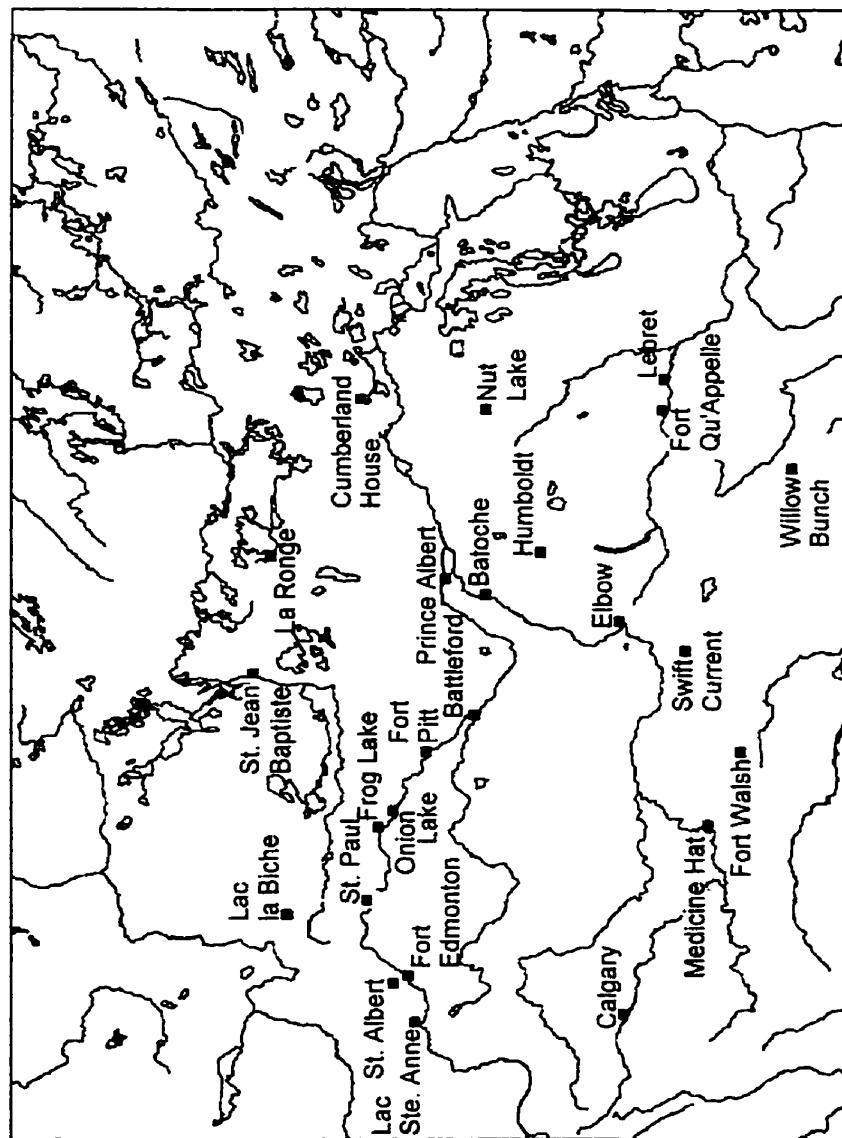 Lac
la Biche
St. Jean
Baptiste
La Ronge
Cumberland
House
Lac
Ste. Anne
St. Albert
Fort
Edmonton
St. Paul
Frog Lake
Onion
Lake
Fort
Pitt
Battleford
Prince Albert
Batoche
Nut
Lake
Humboldt
Calgary
Elbow
Medicine Hat
Swift
Current
Fort Walsh
Fort
Qu'Appelle
Lebret
Willow
Bunch